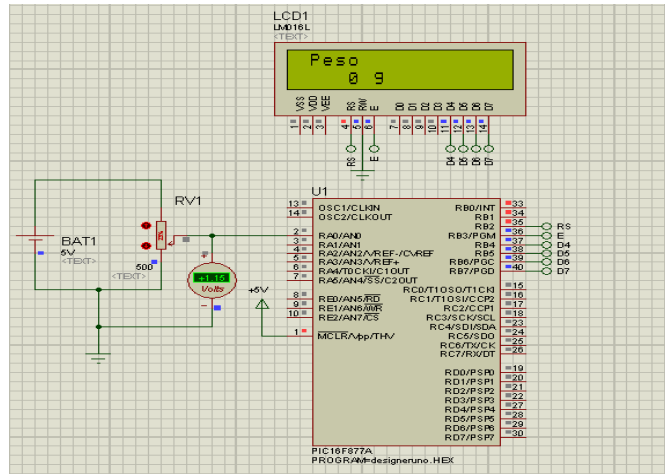 LCD1
LM016L
<TEXT>
Peso
0 g
VSS
VDD
VEE
RS
RW
E
D0
D1
D2
D3
D4
D5
D6
D7
1
2
3
4
5
6
7
8
9
10
11
12
13
14
RS
E
D4
D5
D6
D7
RV1
BAT1
5V
<TEXT>
500
<TEXT>
+1.15
Volts
+5V
U1
13 OSC1/CLKIN
14 OSC2/CLKOUT
2 RA0/AN0
3 RA1/AN1
4 RA2/AN2/VREF-/CVREF
5 RA3/AN3/VREF+
6 RA4/T0CKI/C1OUT
7 RA5/AN4/SS/C2OUT
8 RE0/AN5/RD
9 RE1/AN6/WR
10 RE2/AN7/CS
1 MCLR/Vpp/THV
RB0/INT 33
RB1 34
RB2 35 RS
RB3/PGM 36 E
RB4 37 D4
RB5 38 D5
RB6/PGC 39 D6
RB7/PGD 40 D7
RC0/T1OSO/T1CKI 15
RC1/T1OSI/CCP2 16
RC2/CCP1 17
RC3/SCK/SCL 18
RC4/SDI/SDA 23
RC5/SDO 24
RC6/TX/CK 25
RC7/RX/DT 26
RD0/PSP0 19
RD1/PSP1 20
RD2/PSP2 21
RD3/PSP3 22
RD4/PSP4 27
RD5/PSP5 28
RD6/PSP6 29
RD7/PSP7 30
PIC16F877A
PROGRAM=designeruno.HEX